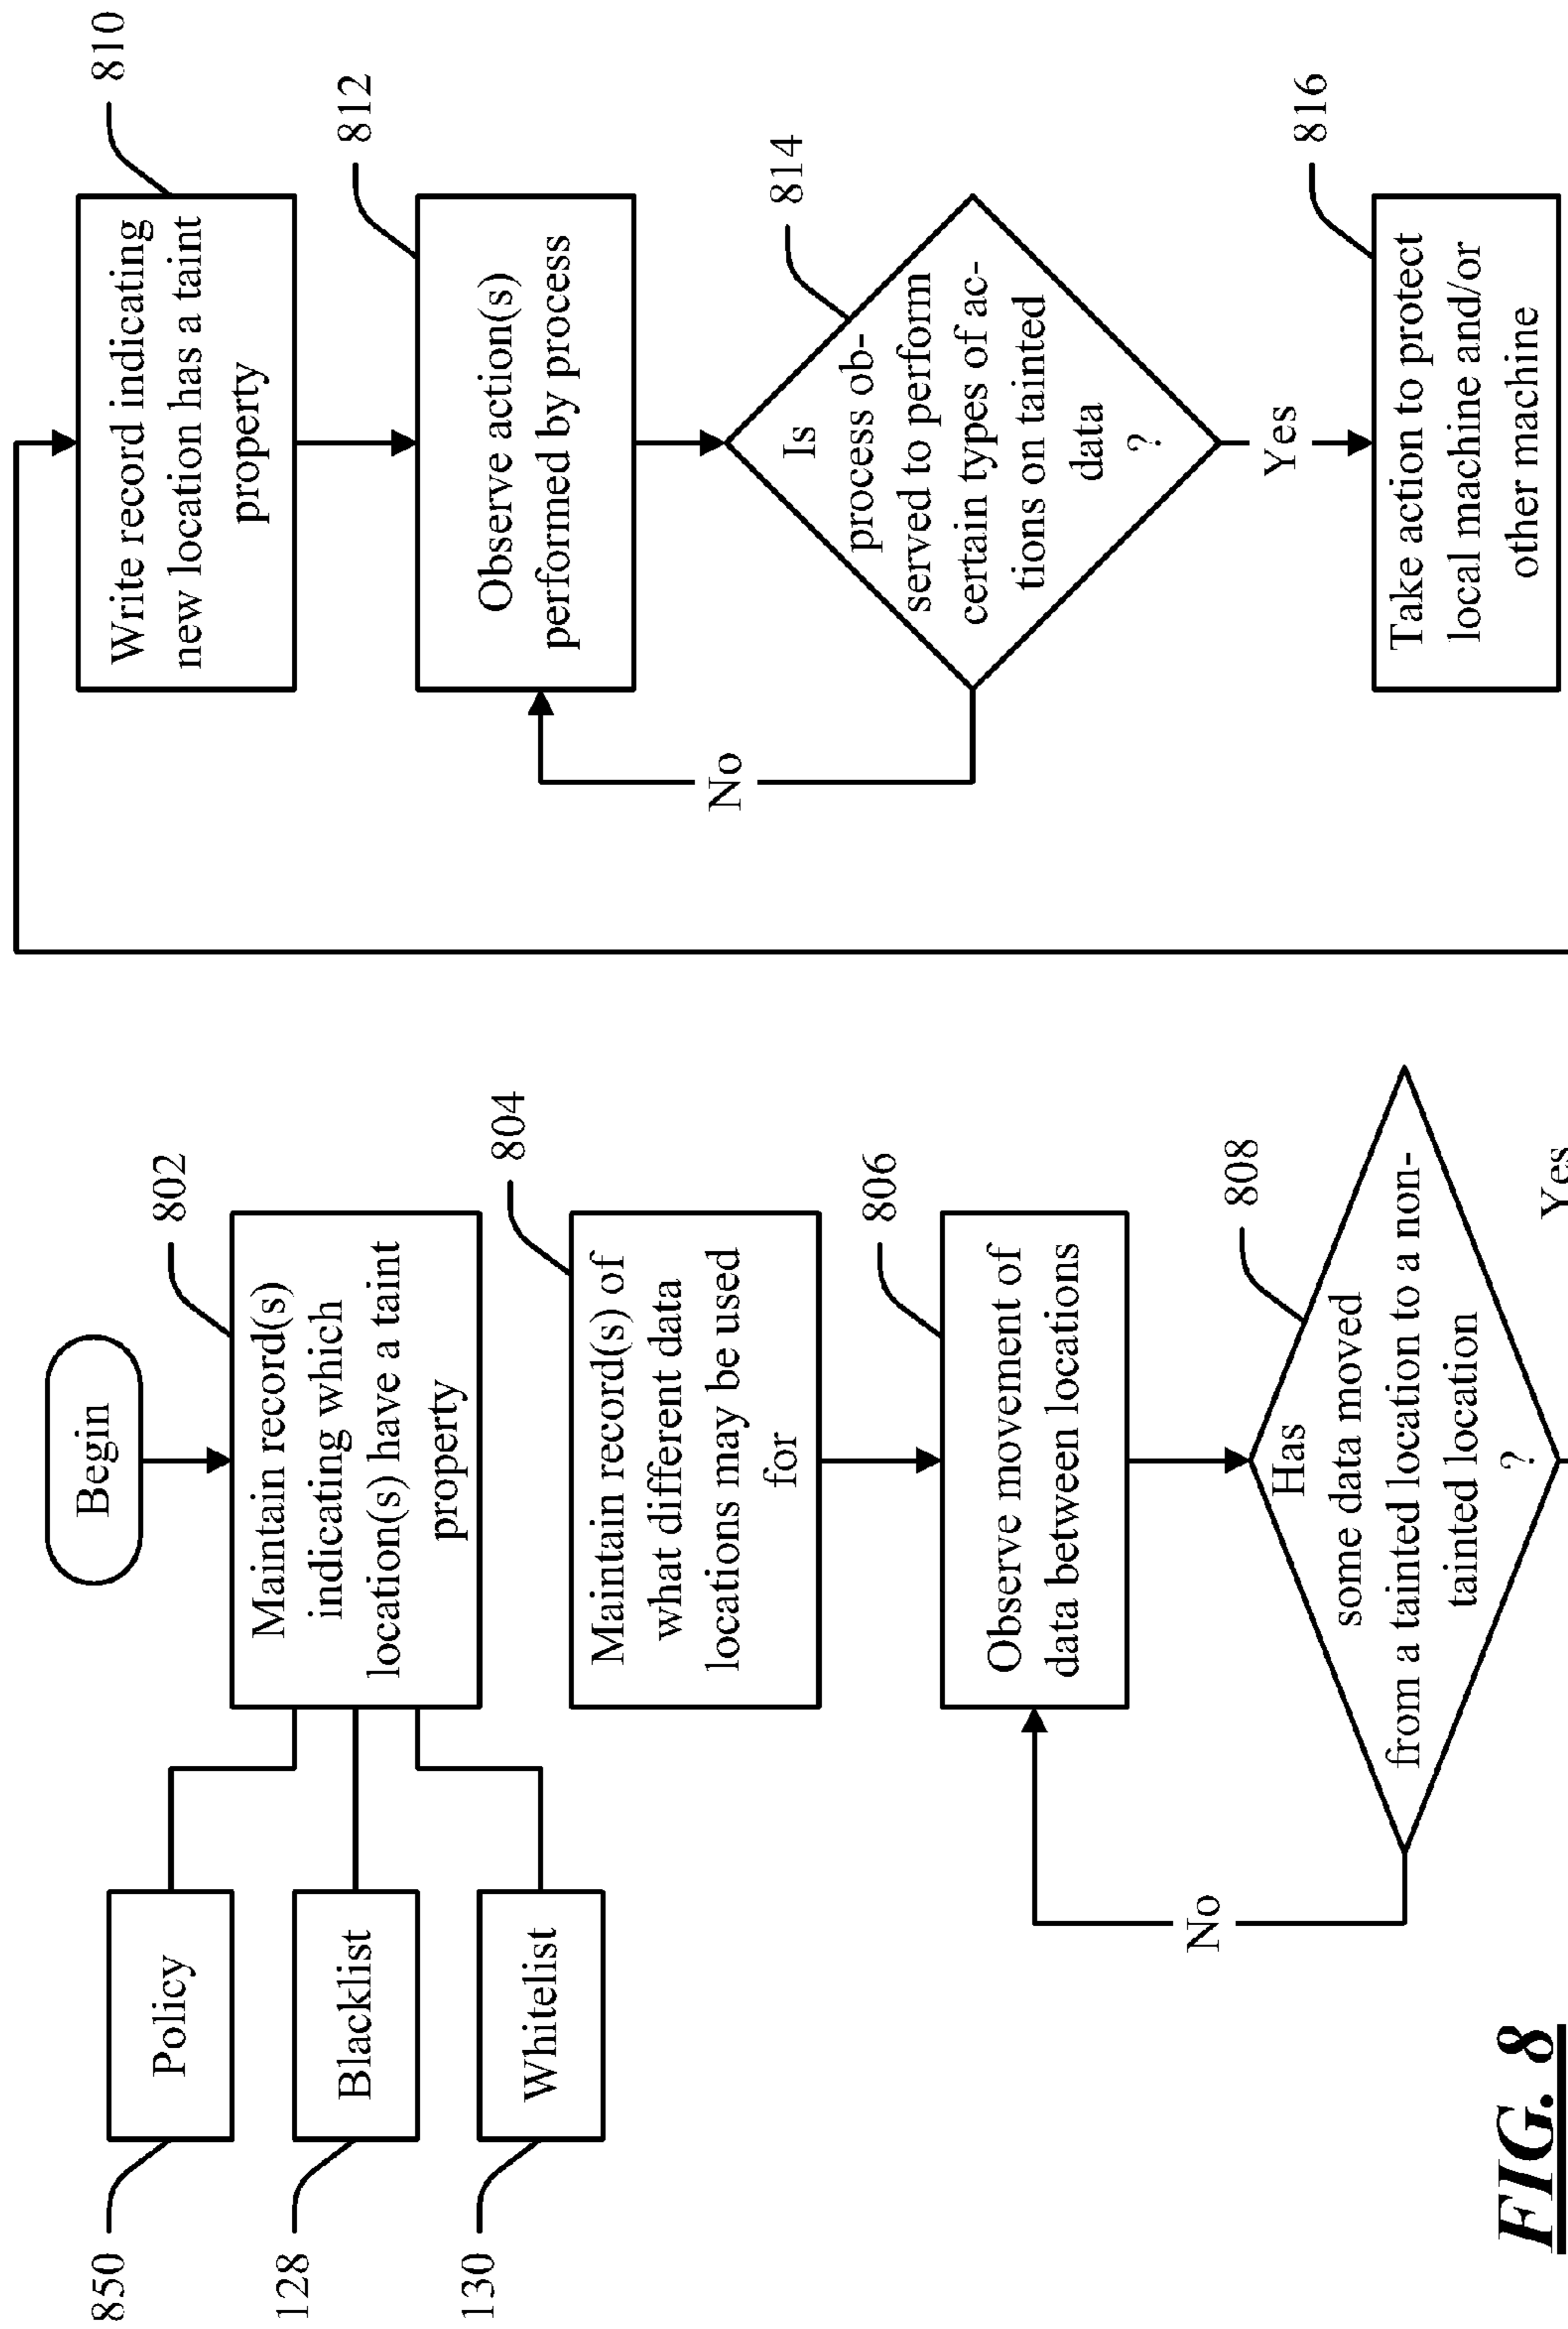 Begin
802
Maintain record(s)
indicating which
location(s) have a taint
property
850
Policy
128
Blacklist
130
Whitelist
804
Maintain record(s) of
what different data
locations may be used
for
806
Observe movement of
data between locations
808
Has
some data moved
from a tainted location to a non-
tainted location
?
No
Yes
810
Write record indicating
new location has a taint
property
812
Observe action(s)
performed by process
814
Is
process ob-
served to perform
certain types of ac-
tions on tainted
data
?
No
Yes
816
Take action to protect
local machine and/or
other machine
FIG. 8